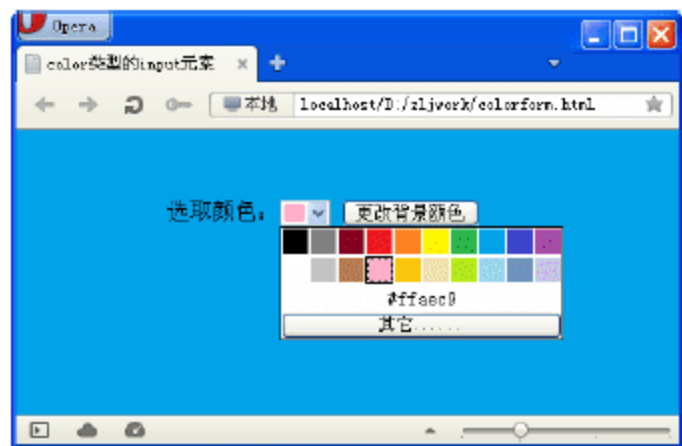 Opera
color类型的input元素
本地 localhost/D:/zljwork/colorform.html
选取颜色：
更改背景颜色
#ffaec9
其它......